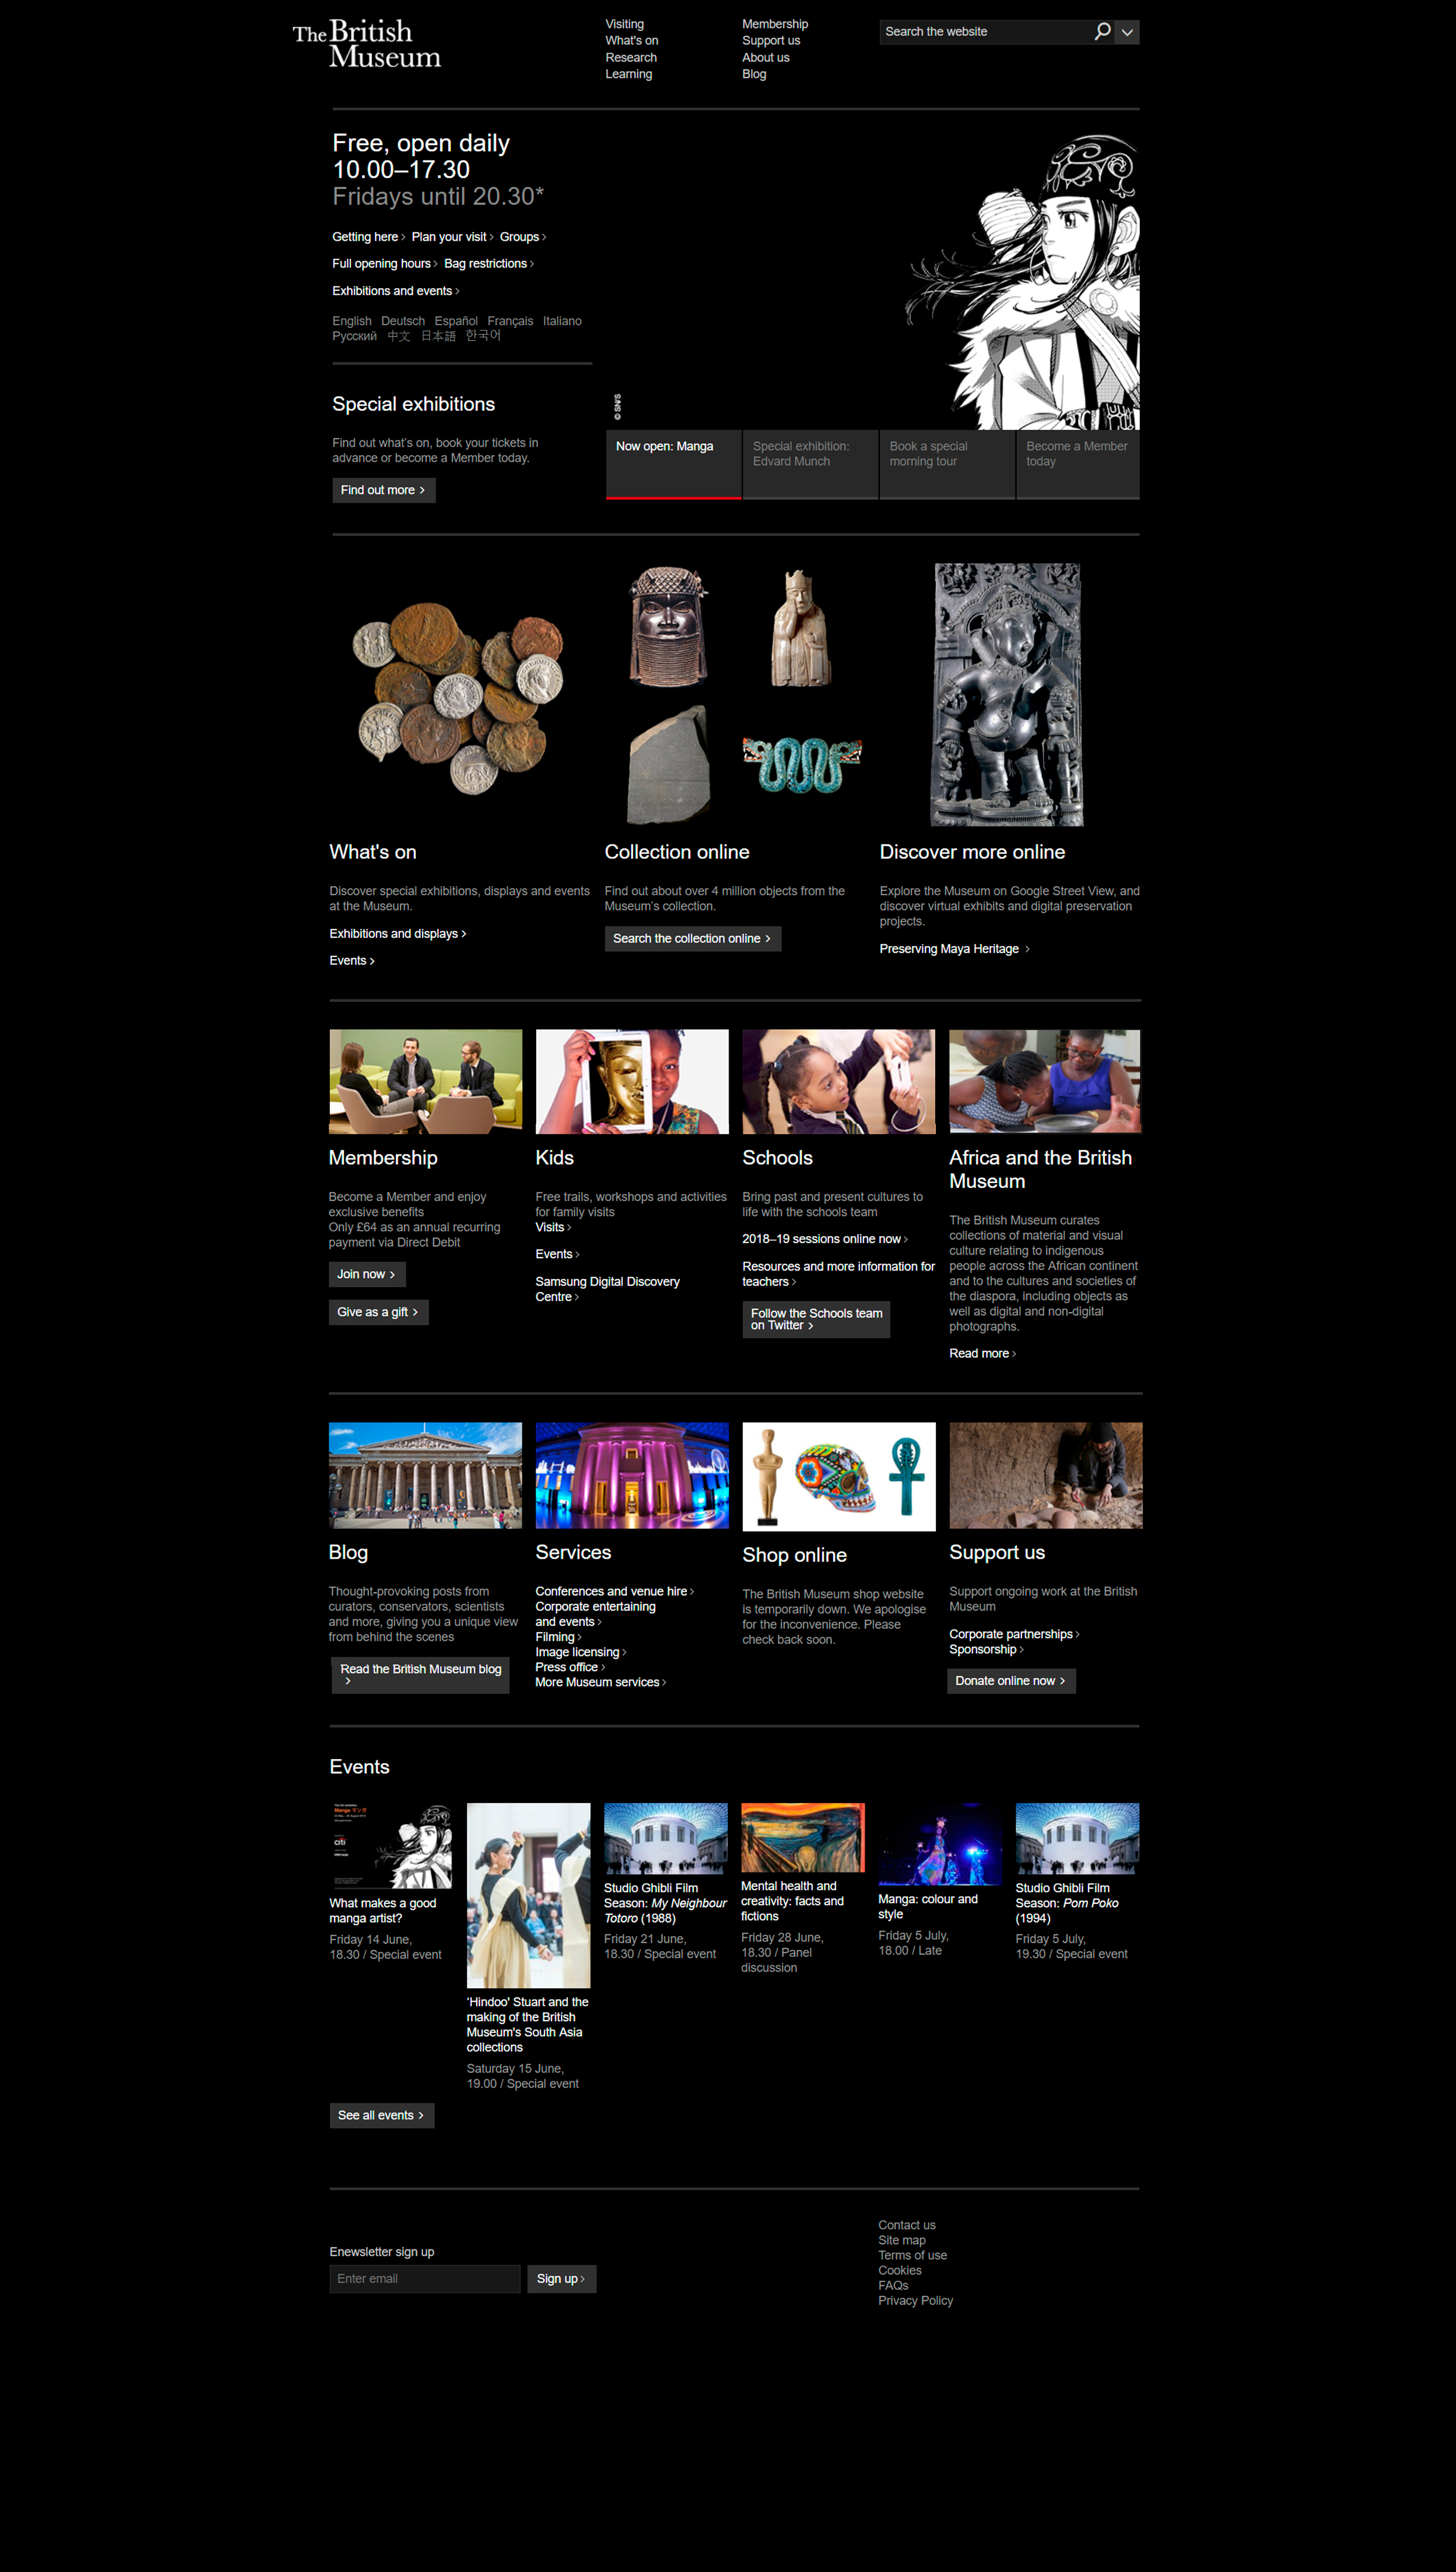 The British
Museum
Visiting
What's on
Research
Learning
Membership
Support us
About us
Blog
Search the website
Free, open daily
10.00–17.30
Fridays until 20.30*
Getting here › Plan your visit › Groups ›
Full opening hours › Bag restrictions ›
Exhibitions and events ›
English Deutsch Español Français Italiano
Русский 中文 日本語 한국어
Special exhibitions
Find out what's on, book your tickets in
advance or become a Member today.
Find out more ›
© SN/S
Now open: Manga
Special exhibition:
Edvard Munch
Book a special
morning tour
Become a Member
today
What's on
Discover special exhibitions, displays and events
at the Museum.
Exhibitions and displays ›
Events ›
Collection online
Find out about over 4 million objects from the
Museum's collection.
Search the collection online ›
Discover more online
Explore the Museum on Google Street View, and
discover virtual exhibits and digital preservation
projects.
Preserving Maya Heritage ›
Membership
Become a Member and enjoy
exclusive benefits
Only £64 as an annual recurring
payment via Direct Debit
Join now ›
Give as a gift ›
Kids
Free trails, workshops and activities
for family visits
Visits ›
Events ›
Samsung Digital Discovery
Centre ›
Schools
Bring past and present cultures to
life with the schools team
2018–19 sessions online now ›
Resources and more information for
teachers ›
Follow the Schools team
on Twitter ›
Africa and the British
Museum
The British Museum curates
collections of material and visual
culture relating to indigenous
people across the African continent
and to the cultures and societies of
the diaspora, including objects as
well as digital and non-digital
photographs.
Read more ›
Blog
Thought-provoking posts from
curators, conservators, scientists
and more, giving you a unique view
from behind the scenes
Read the British Museum blog
›
Services
Conferences and venue hire ›
Corporate entertaining
and events ›
Filming ›
Image licensing ›
Press office ›
More Museum services ›
Shop online
The British Museum shop website
is temporarily down. We apologise
for the inconvenience. Please
check back soon.
Support us
Support ongoing work at the British
Museum
Corporate partnerships ›
Sponsorship ›
Donate online now ›
Events
Manga マンガ
citi
What makes a good
manga artist?
Friday 14 June,
18.30 / Special event
'Hindoo' Stuart and the
making of the British
Museum's South Asia
collections
Saturday 15 June,
19.00 / Special event
Studio Ghibli Film
Season: My Neighbour
Totoro (1988)
Friday 21 June,
18.30 / Special event
Mental health and
creativity: facts and
fictions
Friday 28 June,
18.30 / Panel
discussion
Manga: colour and
style
Friday 5 July,
18.00 / Late
Studio Ghibli Film
Season: Pom Poko
(1994)
Friday 5 July,
19.30 / Special event
See all events ›
Enewsletter sign up
Enter email
Sign up ›
Contact us
Site map
Terms of use
Cookies
FAQs
Privacy Policy